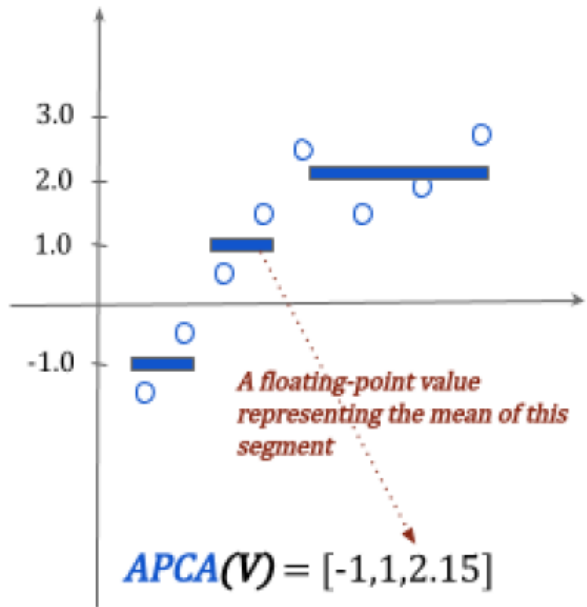 3.0
2.0
1.0
-1.0
A floating-point value
representing the mean of this
segment
APCA(V) = [-1,1,2.15]